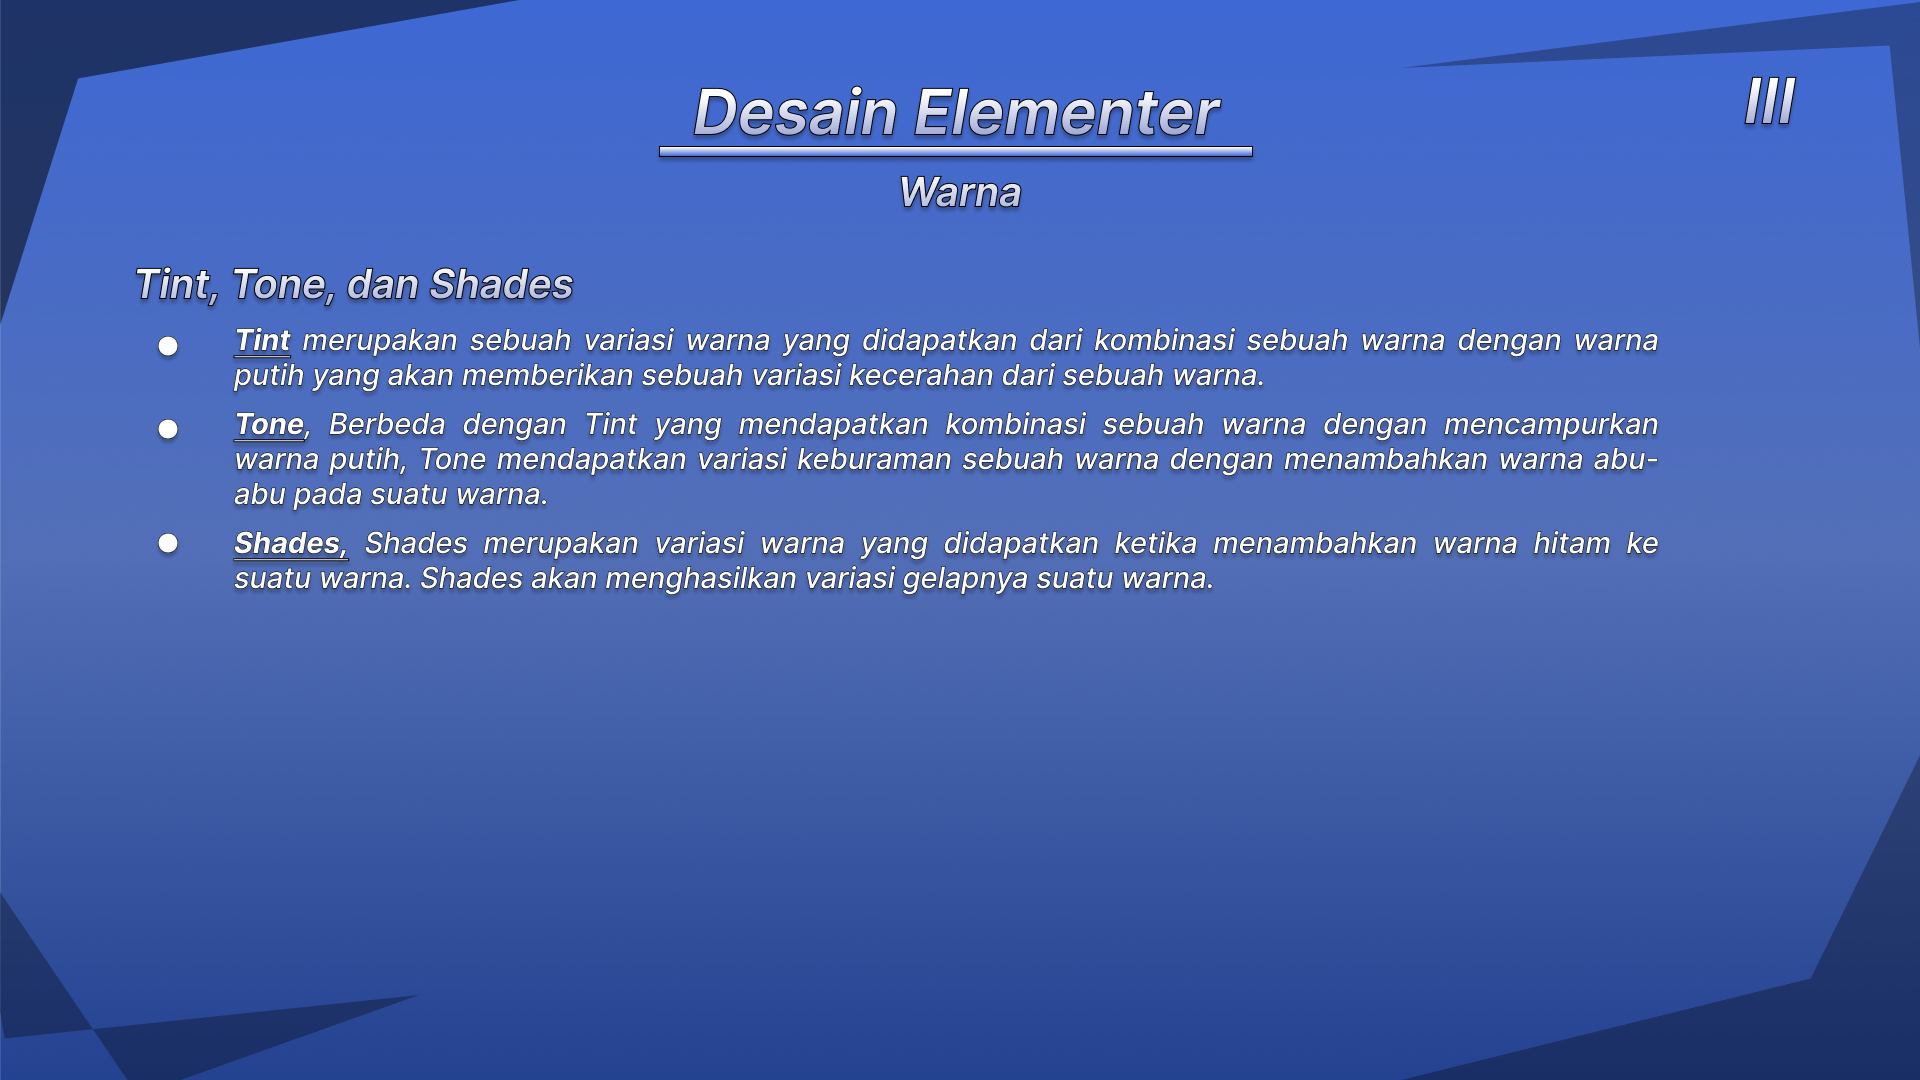 Desain Elementer
III
Warna
Tint, Tone, dan Shades
● Tint merupakan sebuah variasi warna yang didapatkan dari kombinasi sebuah warna dengan warna
putih yang akan memberikan sebuah variasi kecerahan dari sebuah warna.
● Tone, Berbeda dengan Tint yang mendapatkan kombinasi sebuah warna dengan mencampurkan
warna putih, Tone mendapatkan variasi keburaman sebuah warna dengan menambahkan warna abu-
abu pada suatu warna.
● Shades, Shades merupakan variasi warna yang didapatkan ketika menambahkan warna hitam ke
suatu warna. Shades akan menghasilkan variasi gelapnya suatu warna.